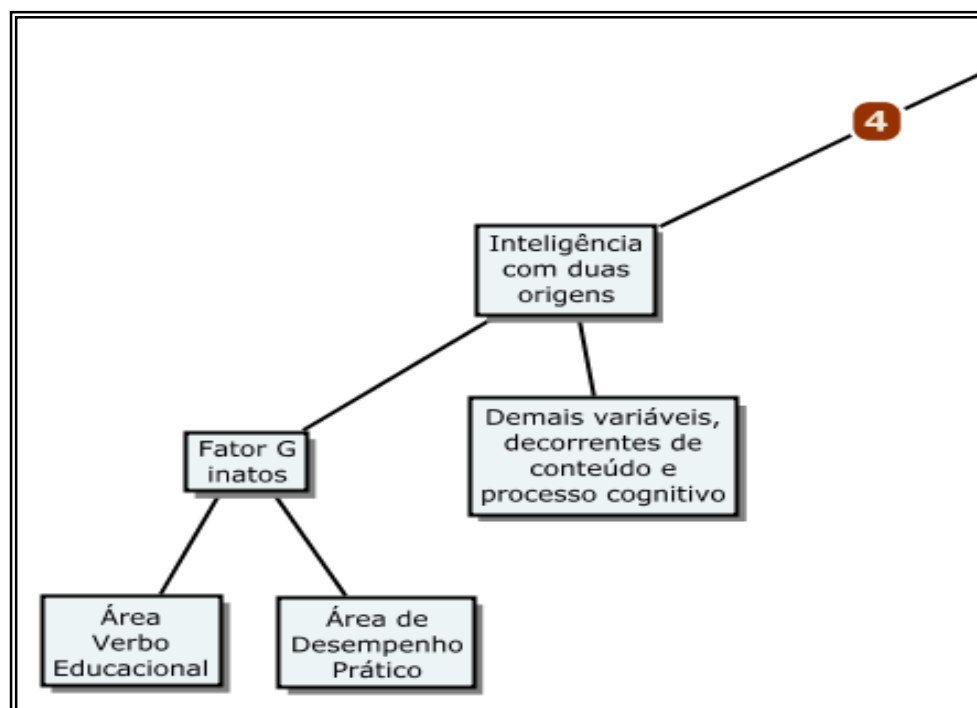 4
Inteligência
com duas
origens
Demais variáveis,
decorrentes de
conteúdo e
processo cognitivo
Fator G
inatos
Área
Verbo
Educacional
Área de
Desempenho
Prático